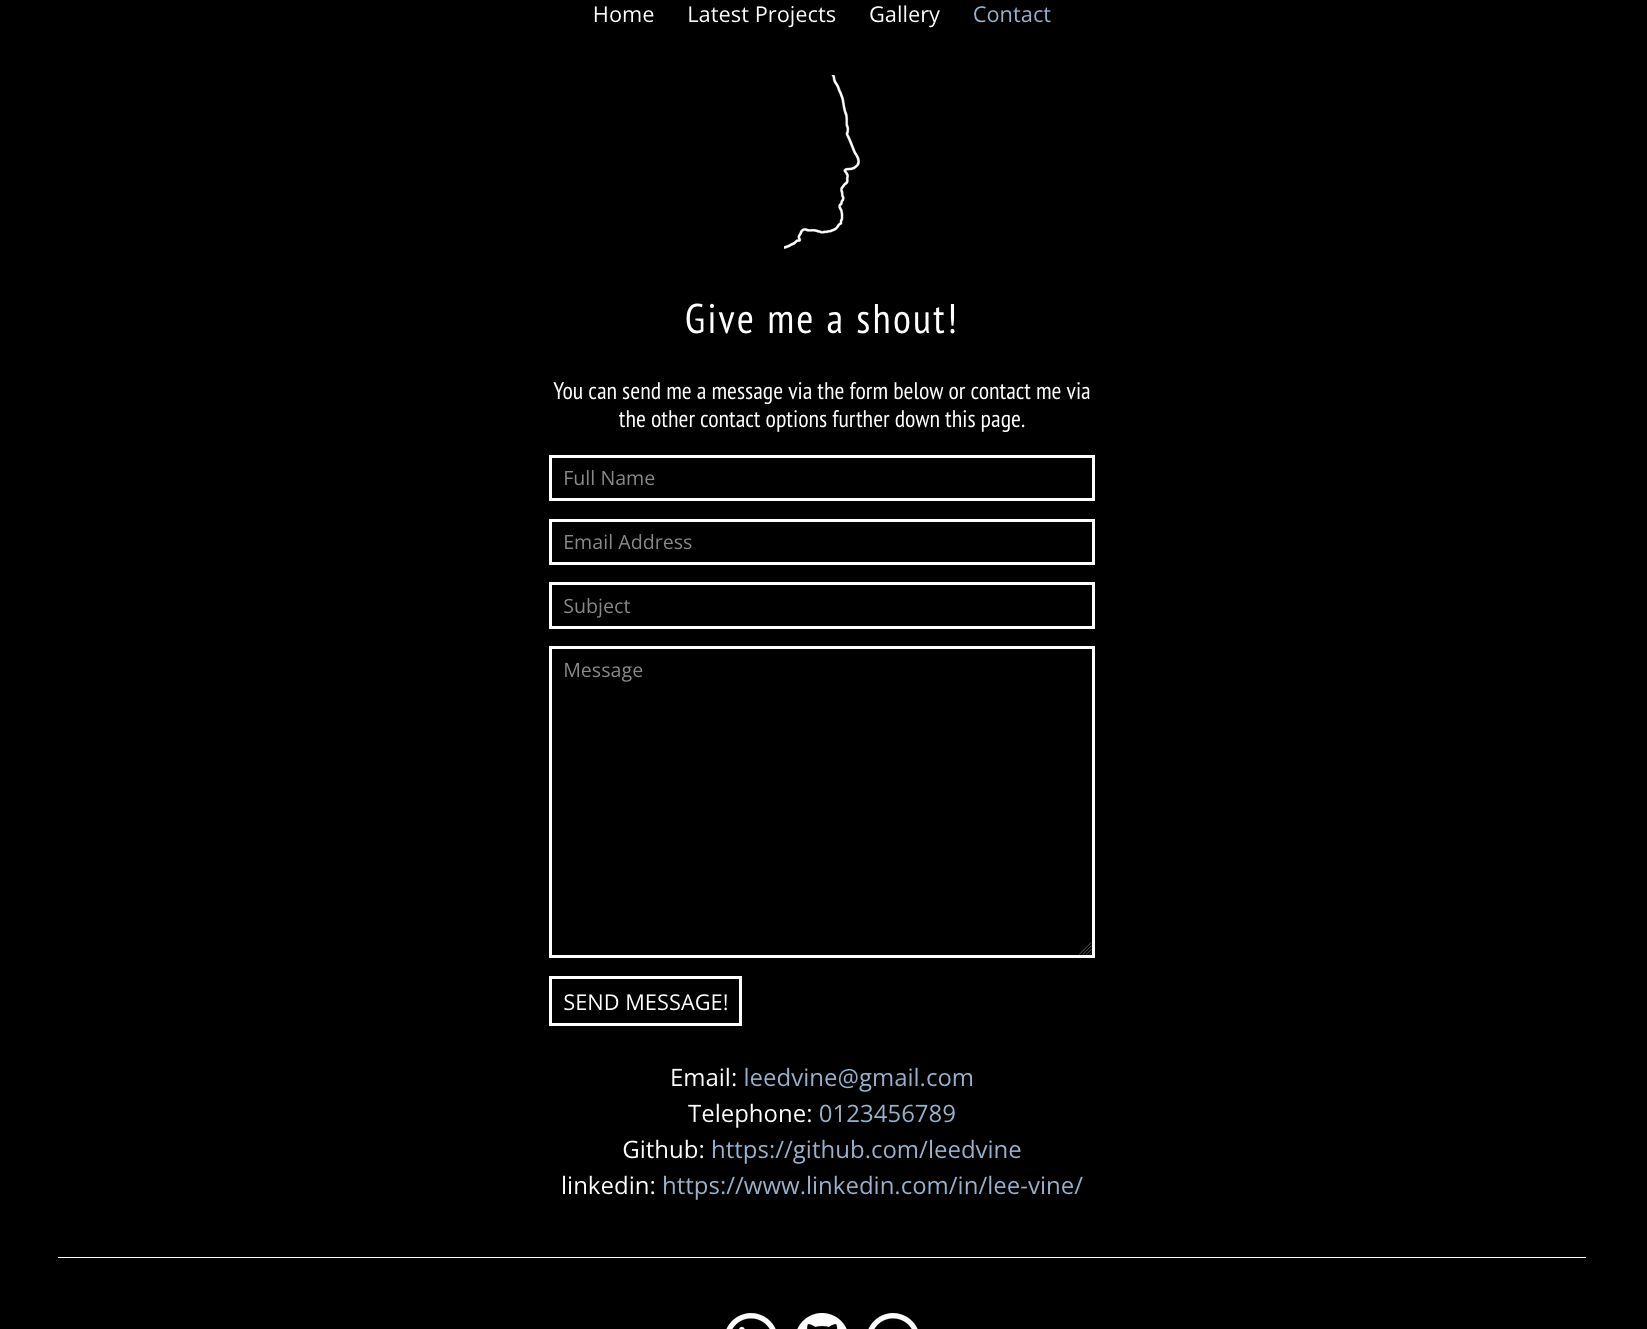 Home Latest Projects Gallery Contact
Give me a shout!
You can send me a message via the form below or contact me via
the other contact options further down this page.
Full Name
Email Address
Subject
Message
SEND MESSAGE!
Email: leedvine@gmail.com
Telephone: 0123456789
Github: https://github.com/leedvine
linkedin: https://www.linkedin.com/in/lee-vine/